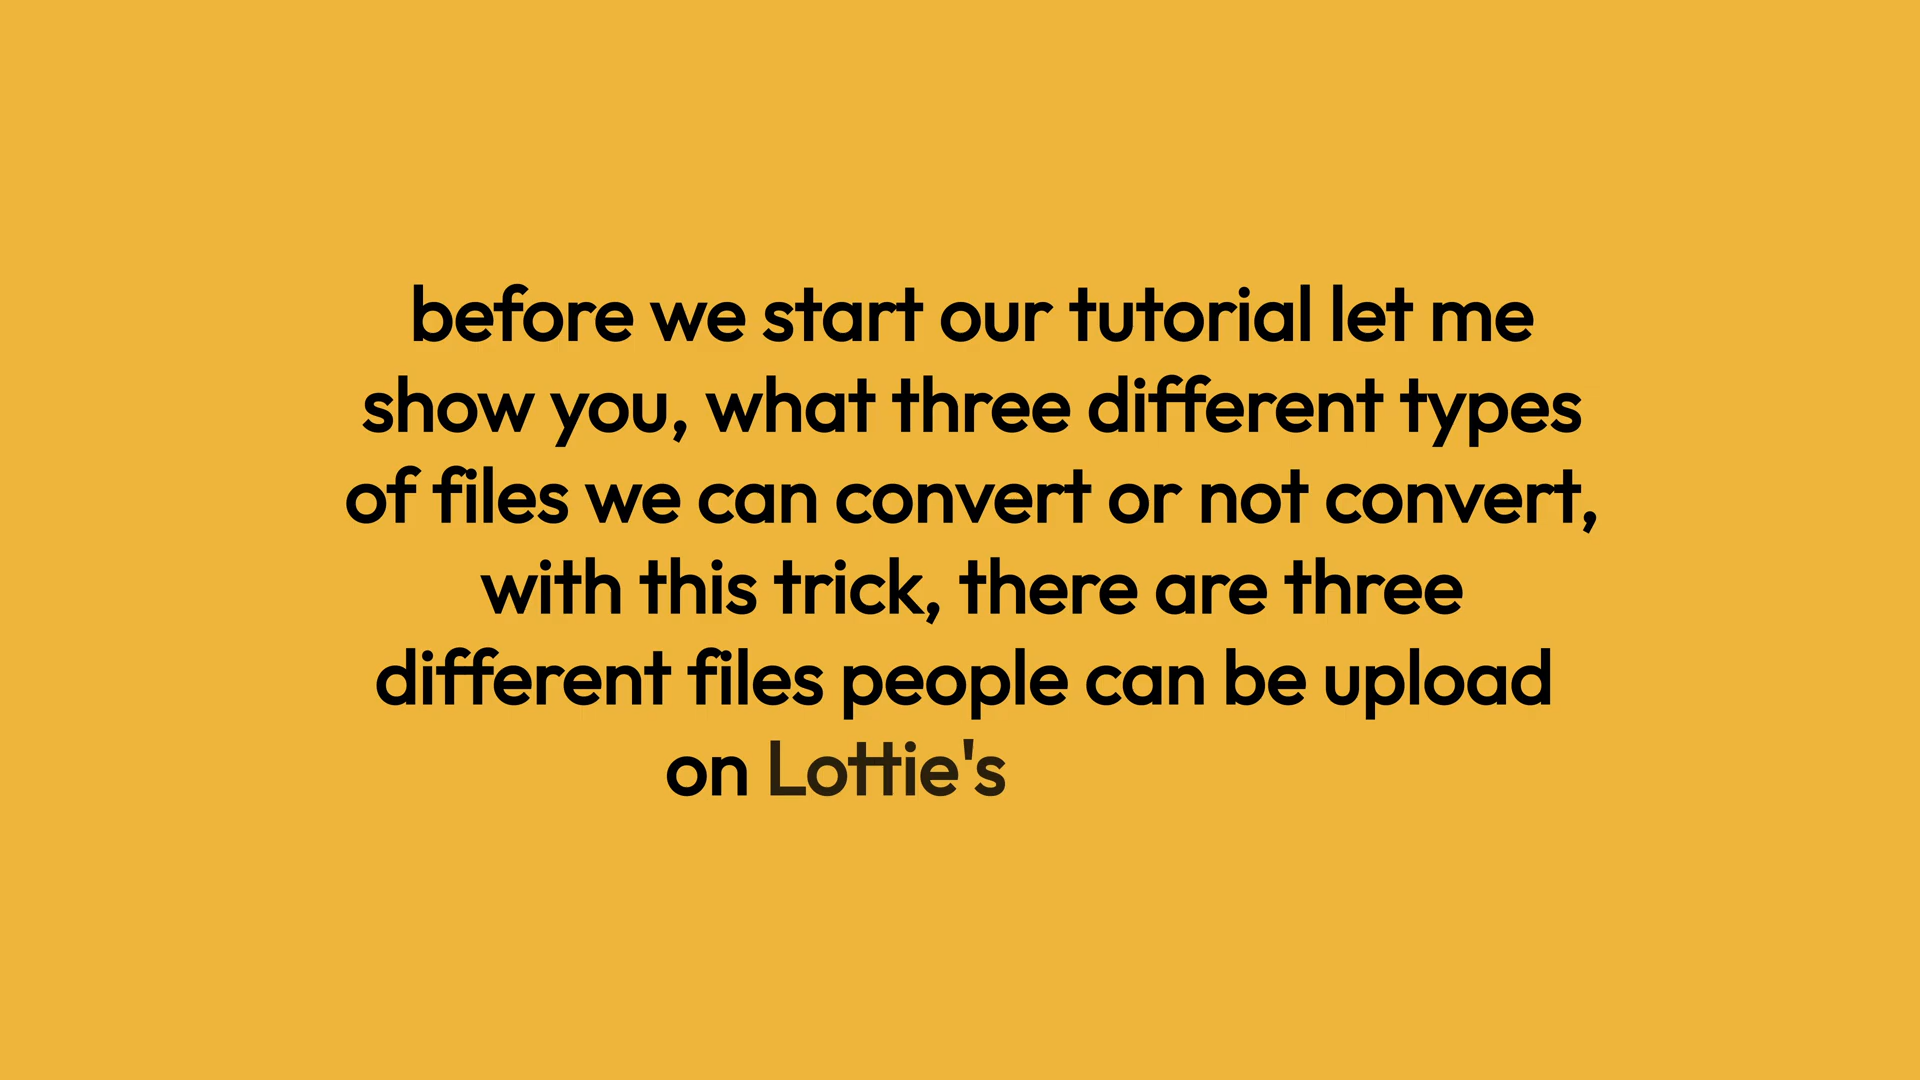 before we start our tutorial let me
show you, what three different types
of files we can convert or not convert,
with this trick, there are three
different files people can be upload
on Lottie's